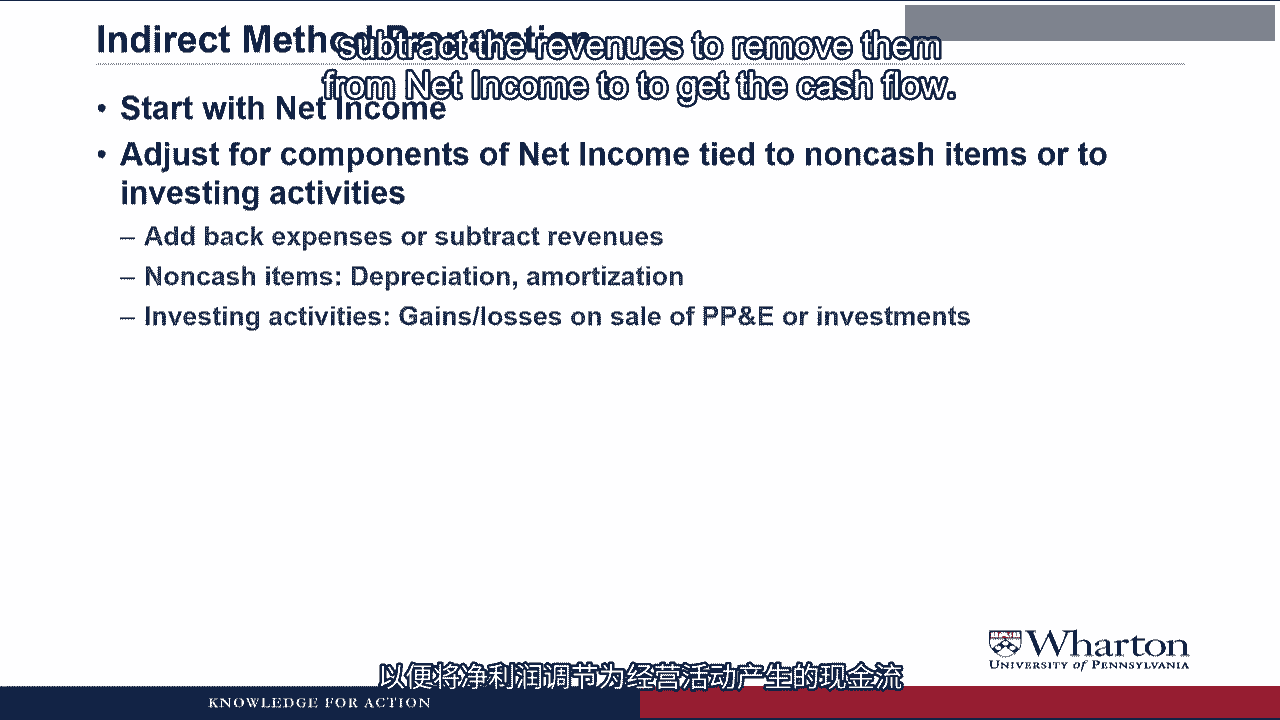 Indirect Method Preparation
subtract the revenues to remove them
from Net Income to to get the cash flow.
• Start with Net Income
• Adjust for components of Net Income tied to noncash items or to
investing activities
– Add back expenses or subtract revenues
– Noncash items: Depreciation, amortization
– Investing activities: Gains/losses on sale of PP&E or investments
Wharton
UNIVERSITY of PENNSYLVANIA
以便将净利润调节为经营活动产生的现金流
KNOWLEDGE FOR ACTION